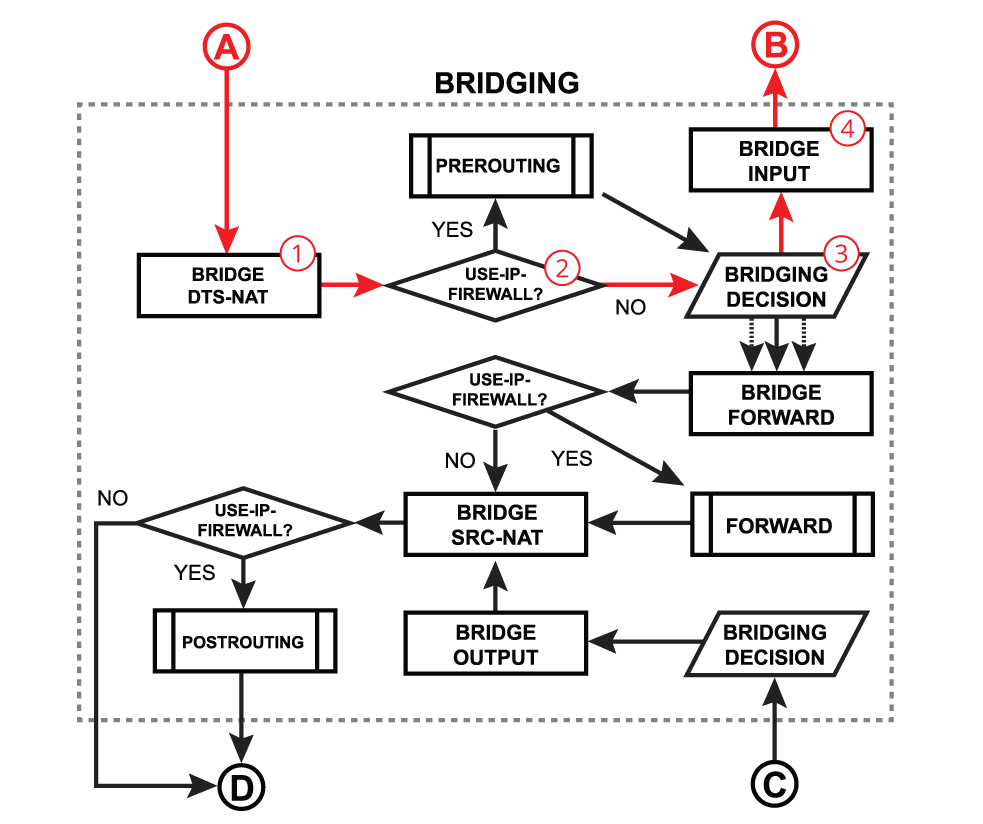 A
B
BRIDGING
4
BRIDGE
INPUT
PREROUTING
YES
1
BRIDGE
DTS-NAT
2
USE-IP-
FIREWALL?
NO
3
BRIDGING
DECISION
USE-IP-
FIREWALL?
BRIDGE
FORWARD
NO
YES
NO
USE-IP-
FIREWALL?
BRIDGE
SRC-NAT
FORWARD
YES
POSTROUTING
BRIDGE
OUTPUT
BRIDGING
DECISION
D
C